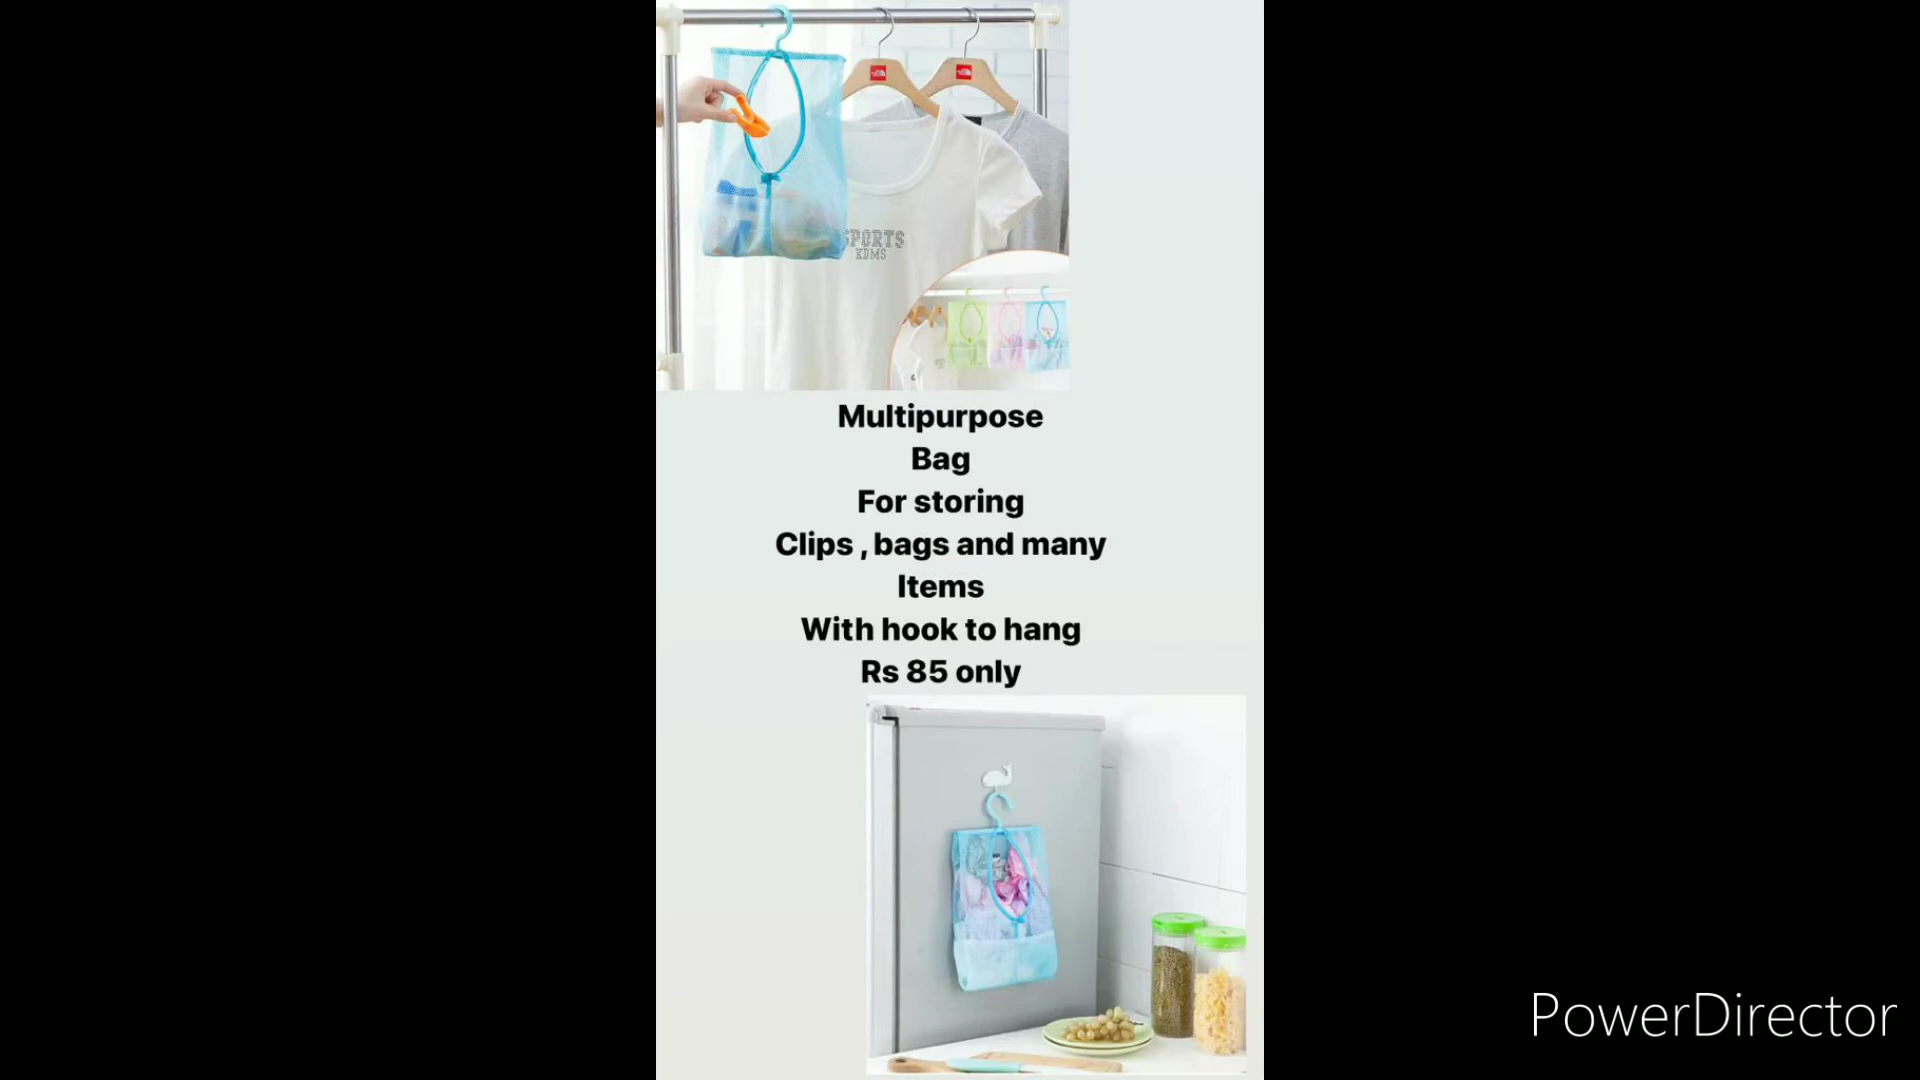 SPORTS
KDMS
Multipurpose
Bag
For storing
Clips , bags and many
Items
With hook to hang
Rs 85 only
PowerDirector